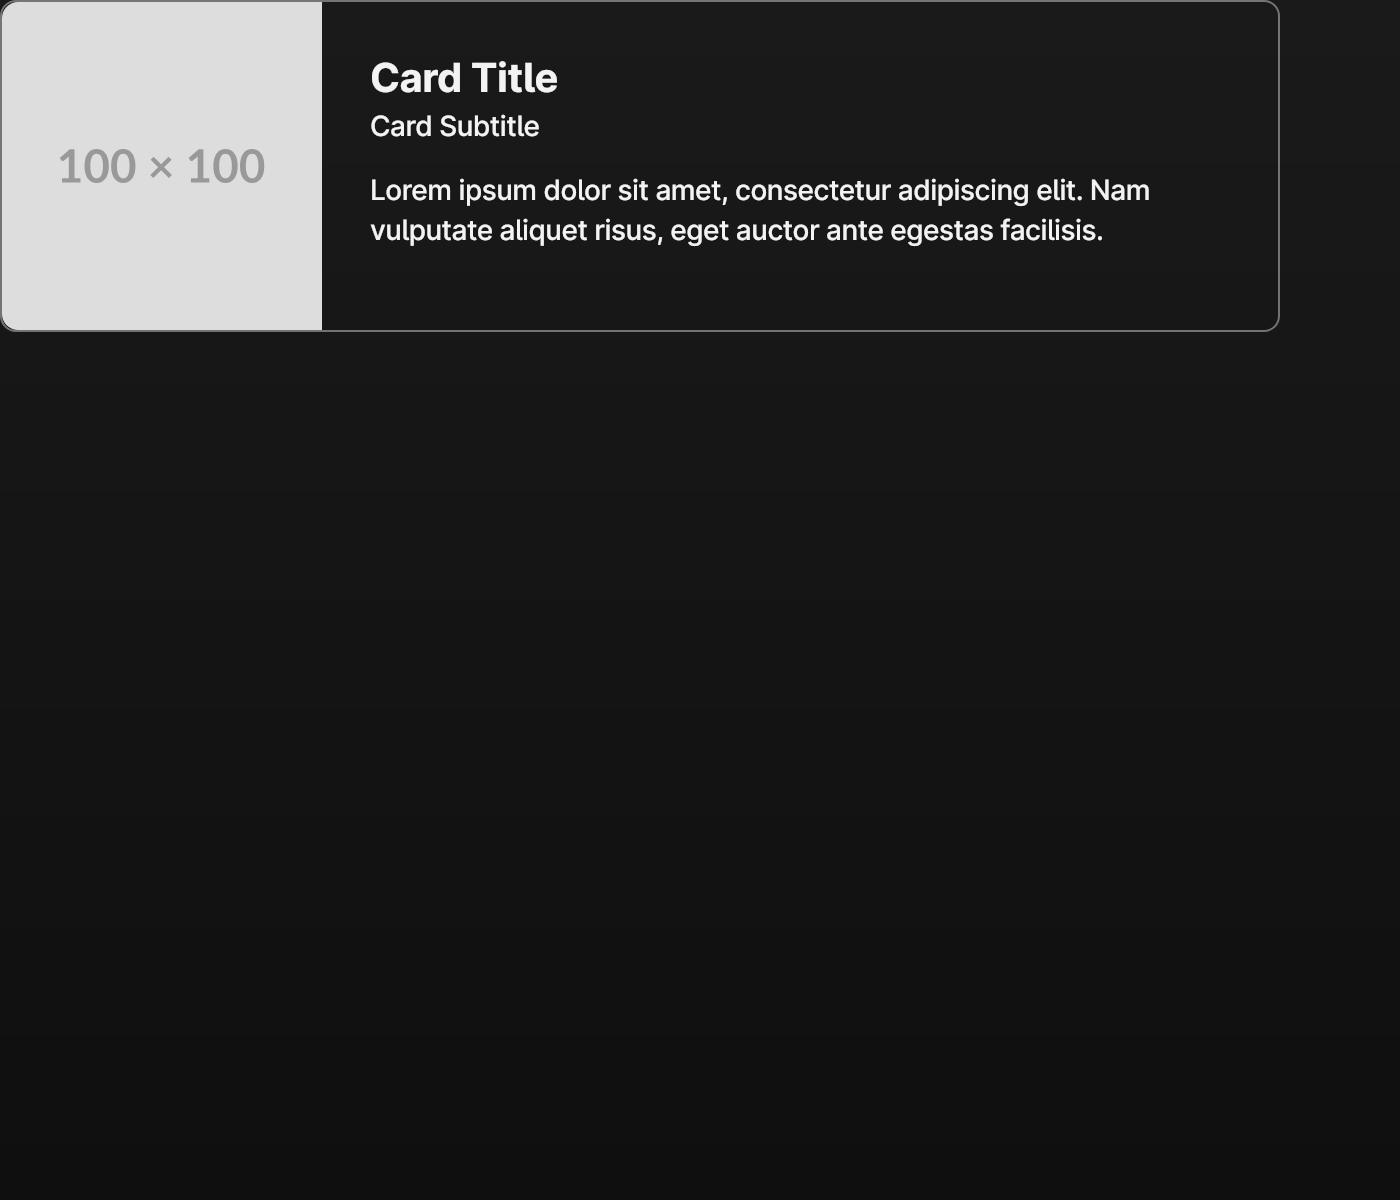 100 × 100
Card Title
Card Subtitle
Lorem ipsum dolor sit amet, consectetur adipiscing elit. Nam
vulputate aliquet risus, eget auctor ante egestas facilisis.